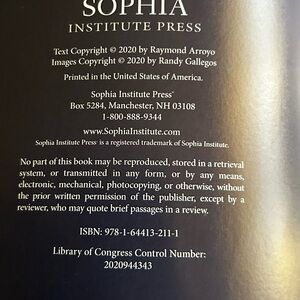 SOPHIA
INSTITUTE PRESS
Text Copyright © 2020 by Raymond Arroyo
Images Copyright © 2020 by Randy Gallegos
Printed in the United States of America.
Sophia Institute Press®
Box 5284, Manchester, NH 03108
1-800-888-9344
www.SophiaInstitute.com
Sophia Institute Press® is a registered trademark of Sophia Institute.
No part of this book may be reproduced, stored in a retrieval
system, or transmitted in any form, or by any means,
electronic, mechanical, photocopying, or otherwise, without
the prior written permission of the publisher, except by a
reviewer, who may quote brief passages in a review.
ISBN: 978-1-64413-211-1
Library of Congress Control Number:
2020944343